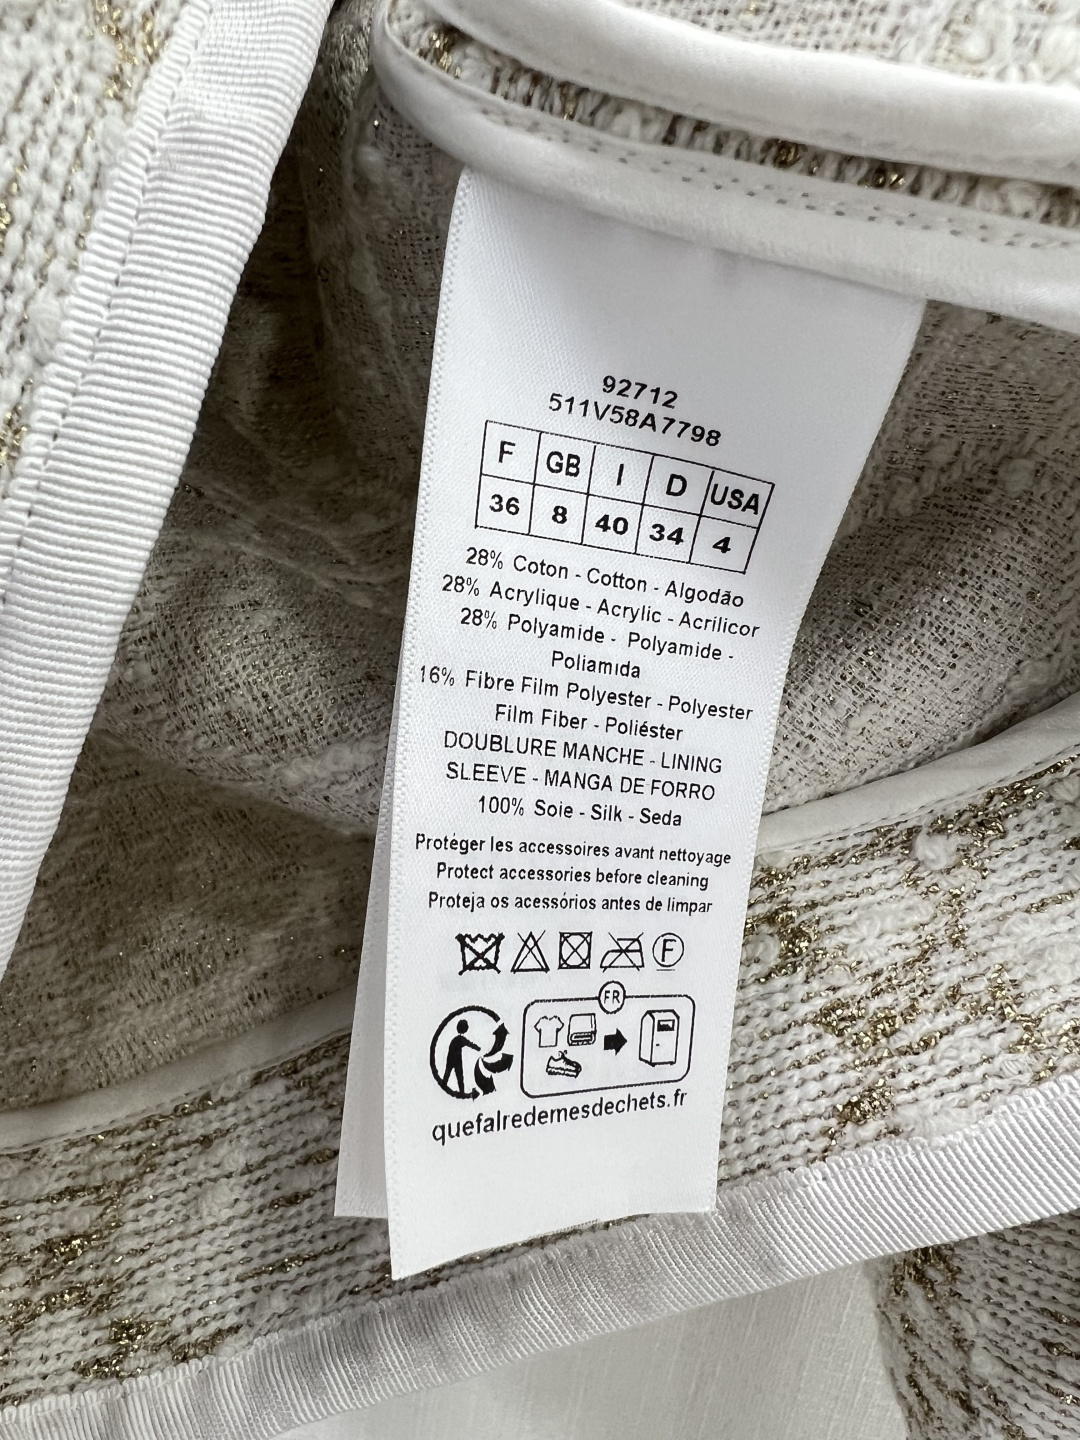 92712
511V58A7798
F GB I D USA
36 8 40 34 4
28% Coton - Cotton - Algodão
28% Acrylique - Acrylic - Acrilicor
28% Polyamide - Polyamide -
Poliamıda
16% Fibre Film Polyester - Polyester
Film Fiber - Poliéster
DOUBLURE MANCHE - LINING
SLEEVE - MANGA DE FORRO
100% Soie - Silk - Seda
Protéger les accessoires avant nettoyage
Protect accessories before cleaning
Proteja os acessórios antes de limpar
F
FR
quefairedemesdechets.fr